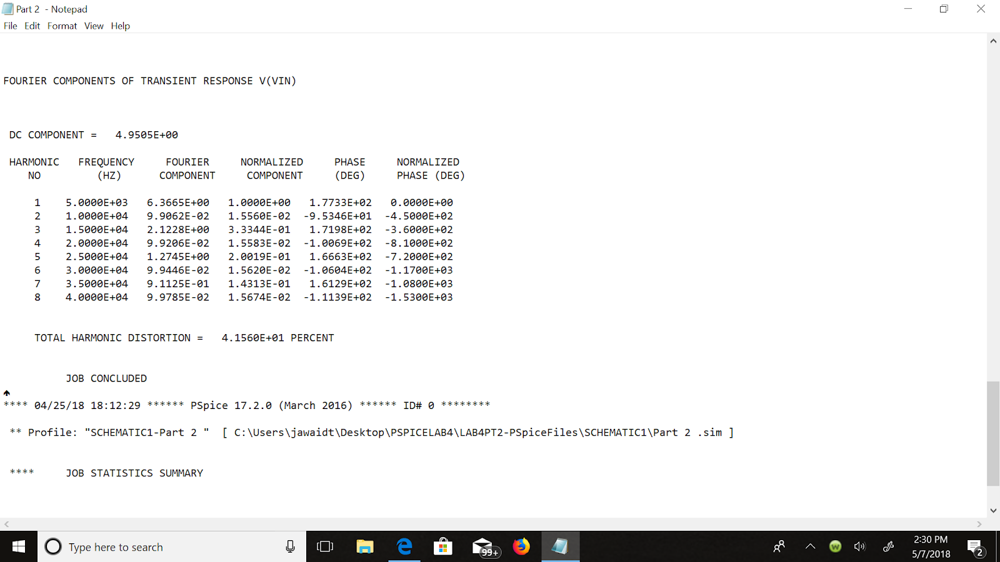 Part 2  - Notepad
File  Edit  Format  View  Help
FOURIER COMPONENTS OF TRANSIENT RESPONSE V(VIN)
DC COMPONENT =   4.9505E+00
HARMONIC   FREQUENCY     FOURIER     NORMALIZED     PHASE     NORMALIZED
NO         (HZ)      COMPONENT     COMPONENT     (DEG)     PHASE (DEG)
1    5.0000E+03   6.3665E+00   1.0000E+00   1.7733E+02   0.0000E+00
2    1.0000E+04   9.9062E-02   1.5560E-02  -9.5346E+01  -4.5000E+02
3    1.5000E+04   2.1228E+00   3.3344E-01   1.7198E+02  -3.6000E+02
4    2.0000E+04   9.9206E-02   1.5583E-02  -1.0069E+02  -8.1000E+02
5    2.5000E+04   1.2745E+00   2.0019E-01   1.6663E+02  -7.2000E+02
6    3.0000E+04   9.9446E-02   1.5620E-02  -1.0604E+02  -1.1700E+03
7    3.5000E+04   9.1125E-01   1.4313E-01   1.6129E+02  -1.0800E+03
8    4.0000E+04   9.9785E-02   1.5674E-02  -1.1139E+02  -1.5300E+03
TOTAL HARMONIC DISTORTION =   4.1560E+01 PERCENT
JOB CONCLUDED
**** 04/25/18 18:12:29 ****** PSpice 17.2.0 (March 2016) ****** ID# 0 ********
** Profile: "SCHEMATIC1-Part 2 "  [ C:\Users\jawaidt\Desktop\PSPICELAB4\LAB4PT2-PSpiceFiles\SCHEMATIC1\Part 2 .sim ]
****     JOB STATISTICS SUMMARY
Type here to search
99+
2:30 PM
5/7/2018
2